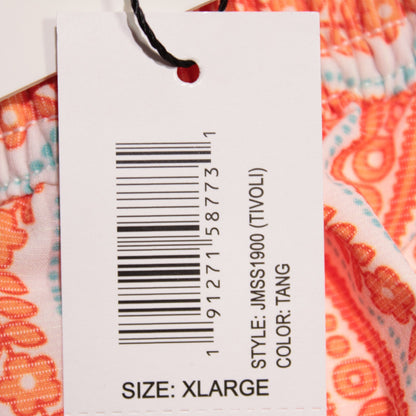 1 91271 58773 1
STYLE: JMSS1900 (TIVOLI)
COLOR: TANG
SIZE: XLARGE